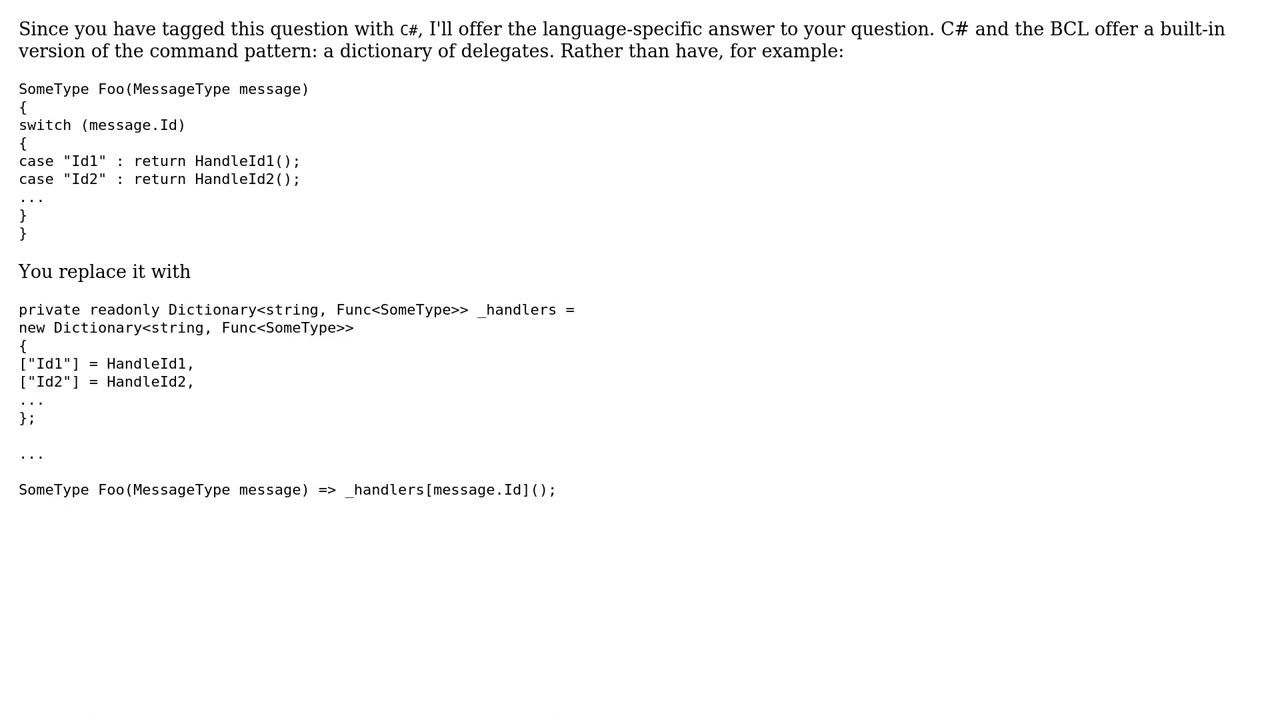 Since you have tagged this question with C#, I'll offer the language-specific answer to your question. C# and the BCL offer a built-in
version of the command pattern: a dictionary of delegates. Rather than have, for example:
SomeType Foo(MessageType message)
{
switch (message.Id)
{
case "Id1" : return HandleId1();
case "Id2" : return HandleId2();
...
}
}
You replace it with
private readonly Dictionary<string, Func<SomeType>> _handlers =
new Dictionary<string, Func<SomeType>>
{
["Id1"] = HandleId1,
["Id2"] = HandleId2,
...
};
...
SomeType Foo(MessageType message) => _handlers[message.Id]();